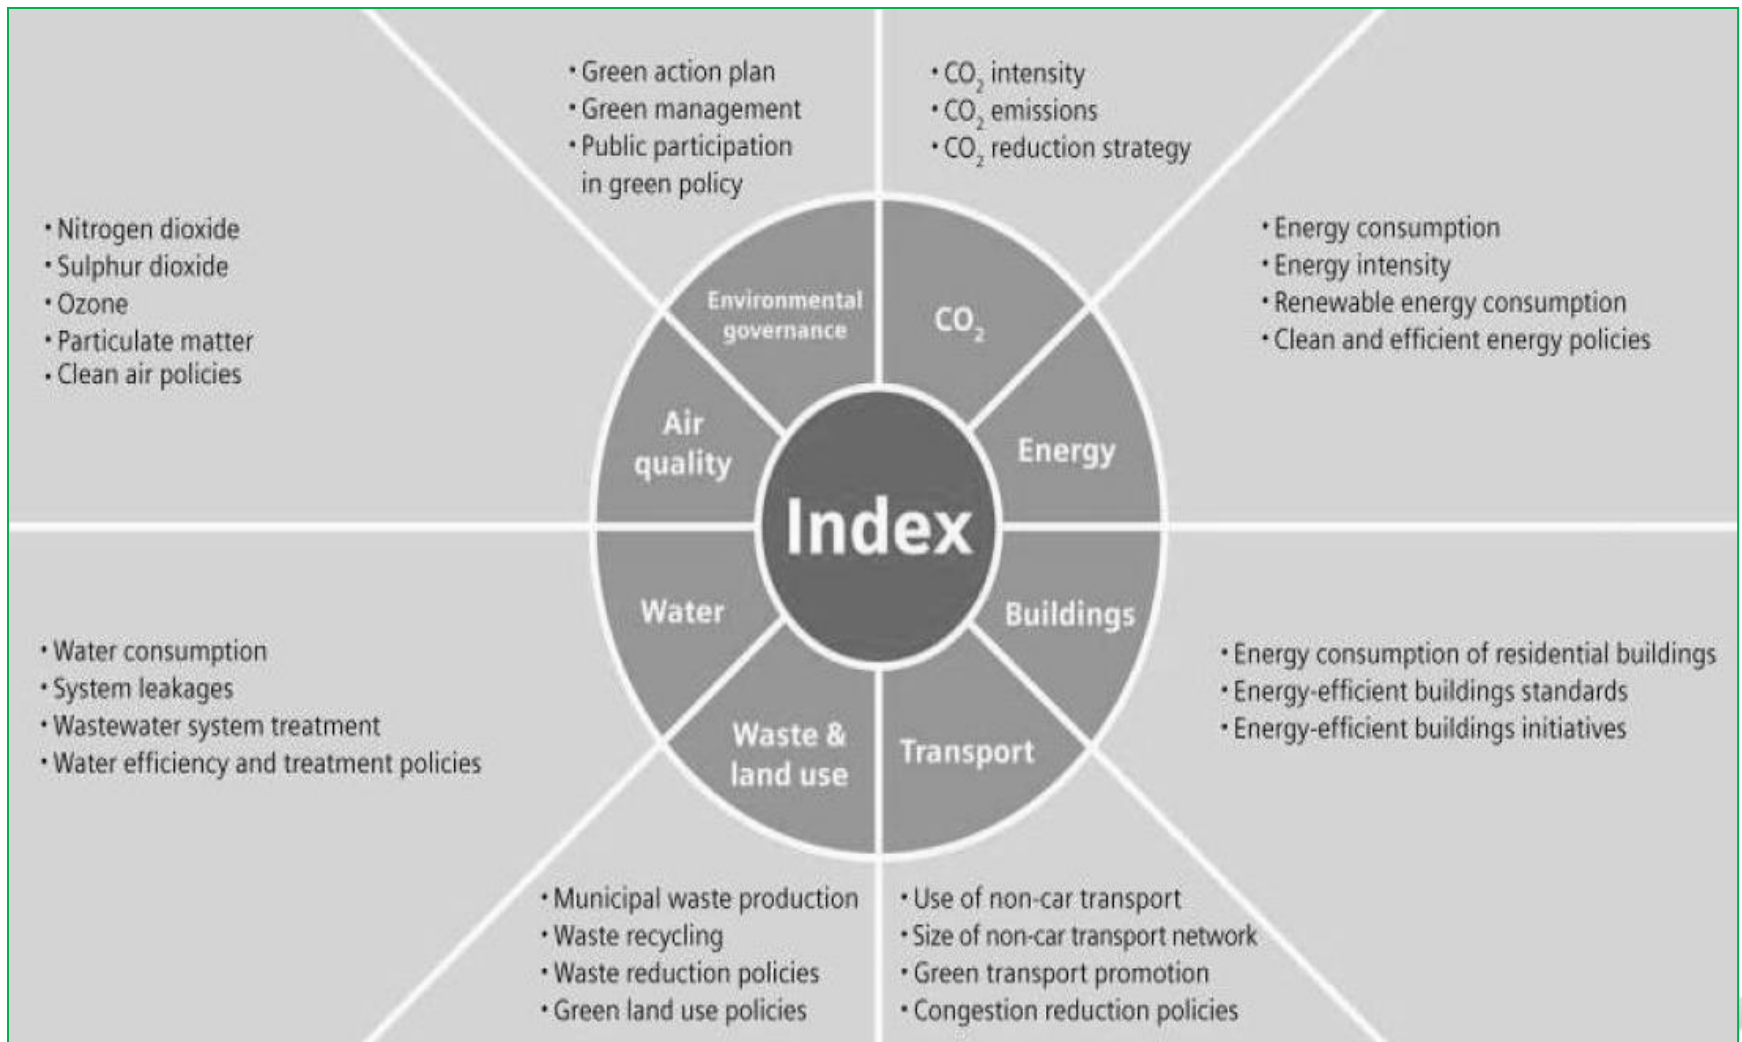 • Green action plan
• Green management
• Public participation
in green policy
• CO₂ intensity
• CO₂ emissions
• CO₂ reduction strategy
• Nitrogen dioxide
• Sulphur dioxide
• Ozone
• Particulate matter
• Clean air policies
• Energy consumption
• Energy intensity
• Renewable energy consumption
• Clean and efficient energy policies
Environmental
governance
CO₂
Air
quality
Energy
Index
Water
Buildings
Waste &
land use
Transport
• Water consumption
• System leakages
• Wastewater system treatment
• Water efficiency and treatment policies
• Energy consumption of residential buildings
• Energy-efficient buildings standards
• Energy-efficient buildings initiatives
• Municipal waste production
• Waste recycling
• Waste reduction policies
• Green land use policies
• Use of non-car transport
• Size of non-car transport network
• Green transport promotion
• Congestion reduction policies